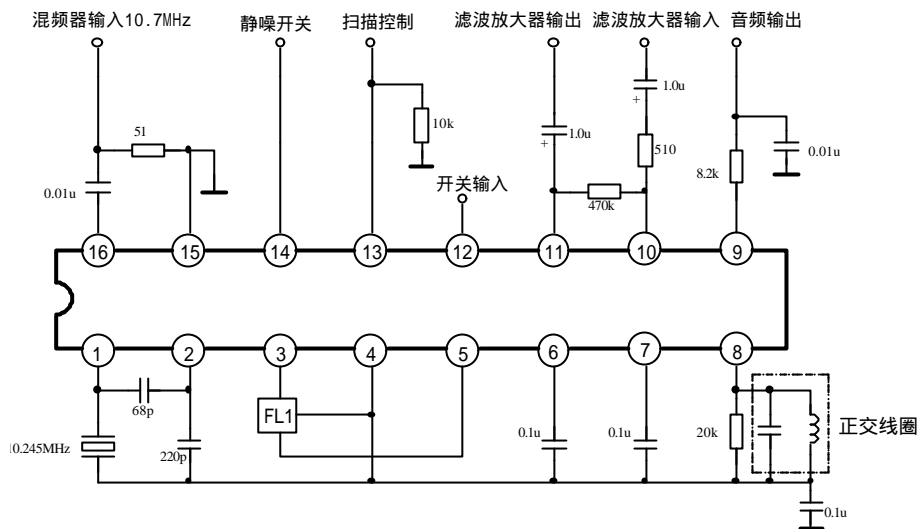 混频器输入10.7MHz
静噪开关
扫描控制
滤波放大器输出
滤波放大器输入
音频输出
1.0u
+
51
10k
1.0u
+
510
8.2k
0.01u
0.01u
开关输入
470k
16
15
14
13
12
11
10
9
1
2
3
4
5
6
7
8
68p
FL1
10.245MHz
220p
0.1u
0.1u
20k
正交线圈
0.1u